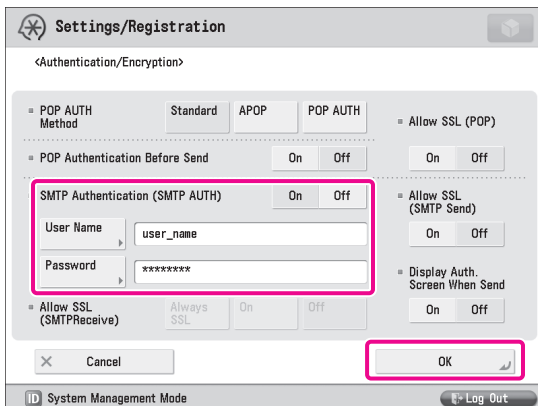 Settings/Registration
<Authentication/Encryption>
POP AUTH
Method
Standard
APOP
POP AUTH
Allow SSL (POP)
POP Authentication Before Send
On
Off
On
Off
SMTP Authentication (SMTP AUTH)
On
Off
Allow SSL
(SMTP Send)
User Name
user_name
On
Off
Password
********
Display Auth.
Screen When Send
Allow SSL
(SMTPReceive)
Always
SSL
On
Off
On
Off
Cancel
OK
ID
System Management Mode
Log Out